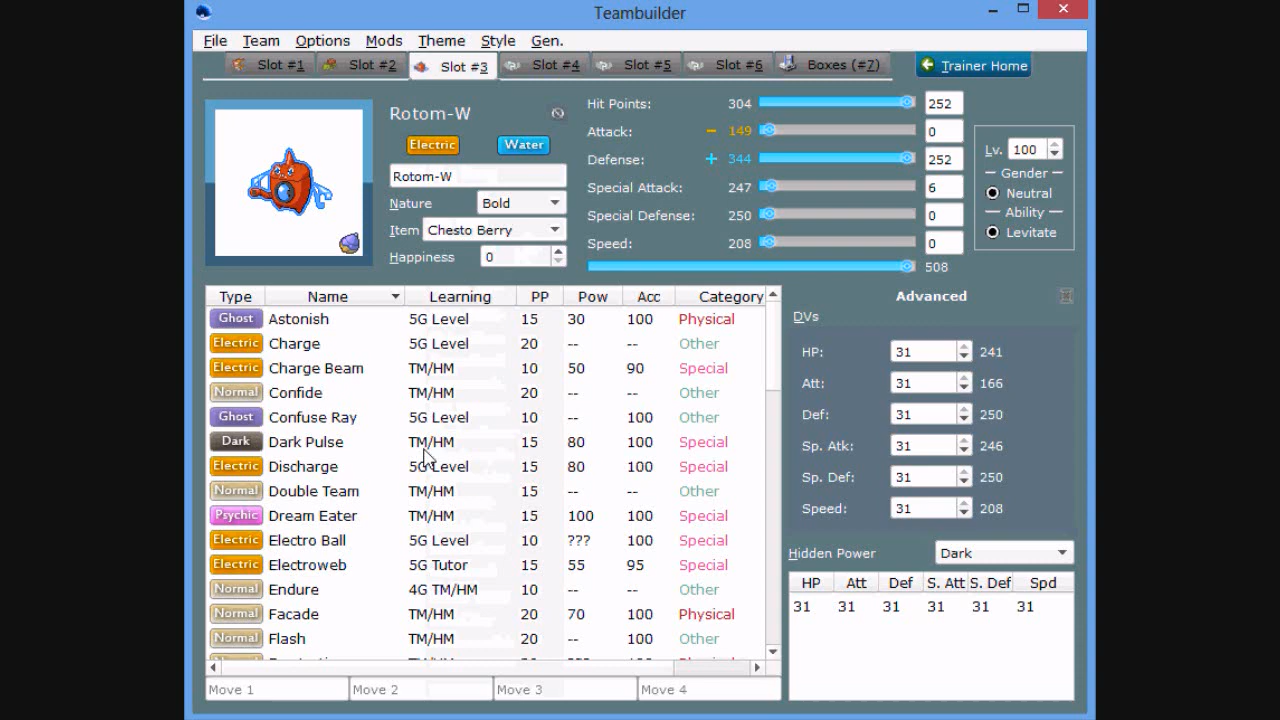 Teambuilder
File Team Options Mods Theme Style Gen.
Slot #1 Slot #2 Slot #3 Slot #4 Slot #5 Slot #6 Boxes (#7) Trainer Home
Rotom-W
Electric Water
Rotom-W
Nature Bold
Item Chesto Berry
Happiness 0
Hit Points: 304 252
Attack: − 149 0
Defense: + 344 252
Special Attack: 247 6
Special Defense: 250 0
Speed: 208 0
508
Lv. 100
Gender
Neutral
Ability
Levitate
Type Name Learning PP Pow Acc Category
Ghost Astonish 5G Level 15 30 100 Physical
Electric Charge 5G Level 20 -- -- Other
Electric Charge Beam TM/HM 10 50 90 Special
Normal Confide TM/HM 20 -- -- Other
Ghost Confuse Ray 5G Level 10 -- 100 Other
Dark Dark Pulse TM/HM 15 80 100 Special
Electric Discharge 5G Level 15 80 100 Special
Normal Double Team TM/HM 15 -- -- Other
Psychic Dream Eater TM/HM 15 100 100 Special
Electric Electro Ball 5G Level 10 ??? 100 Special
Electric Electroweb 5G Tutor 15 55 95 Special
Normal Endure 4G TM/HM 10 -- -- Other
Normal Facade TM/HM 20 70 100 Physical
Normal Flash TM/HM 20 -- 100 Other
Move 1 Move 2 Move 3 Move 4
Advanced
DVs
HP: 31 241
Att: 31 166
Def: 31 250
Sp. Atk: 31 246
Sp. Def: 31 250
Speed: 31 208
Hidden Power Dark
HP Att Def S. Att S. Def Spd
31 31 31 31 31 31